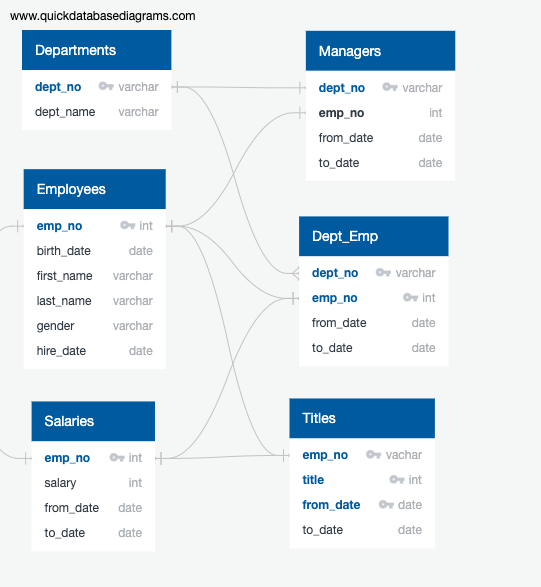 www.quickdatabasediagrams.com
Departments
dept_no varchar
dept_name varchar
Managers
dept_no varchar
emp_no int
from_date date
to_date date
Employees
emp_no int
birth_date date
first_name varchar
last_name varchar
gender varchar
hire_date date
Dept_Emp
dept_no varchar
emp_no int
from_date date
to_date date
Salaries
emp_no int
salary int
from_date date
to_date date
Titles
emp_no vachar
title int
from_date date
to_date date